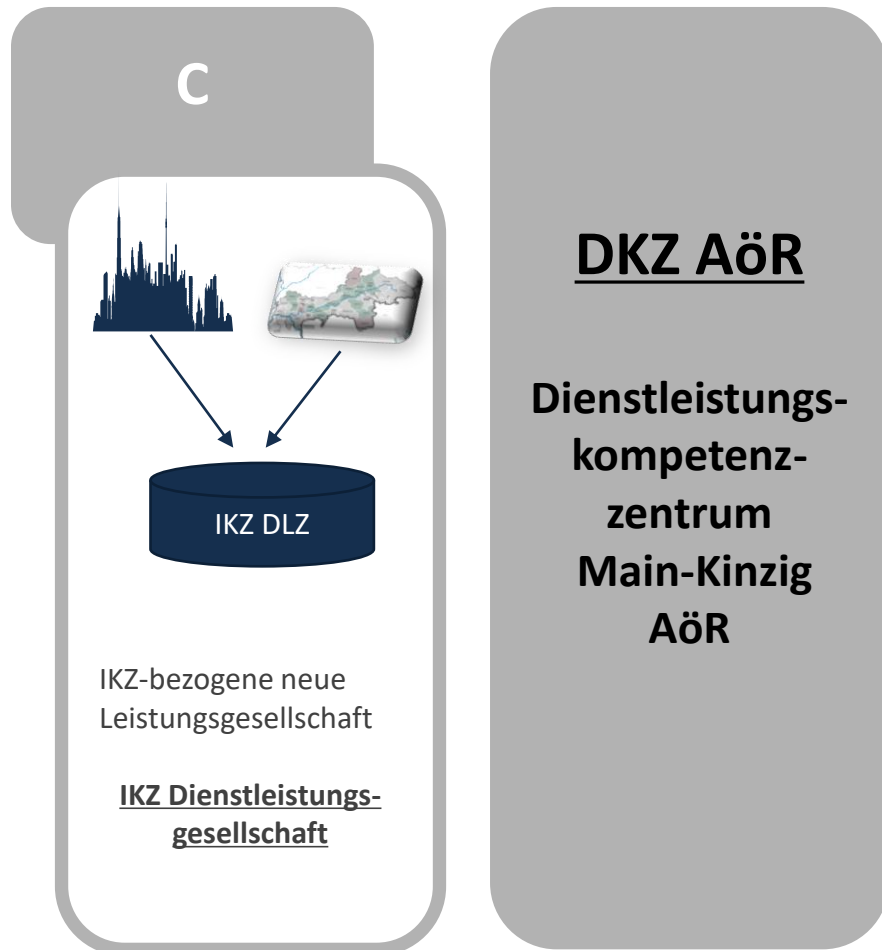 C
IKZ DLZ
IKZ-bezogene neue
Leistungsgesellschaft
IKZ Dienstleistungs-
gesellschaft
DKZ AöR
Dienstleistungs-
kompetenz-
zentrum
Main-Kinzig
AöR